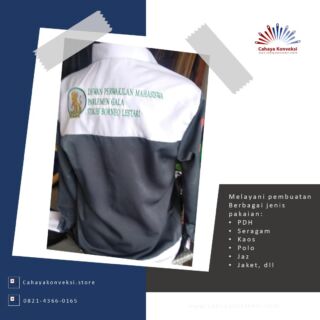 Cahaya Konveksi
DEWAN PERWAKILAN MAHASISWA
PARLEMEN GALA
STIKES BORNEO LESTARI
Melayani pembuatan
Berbagai jenis
pakaian:
• PDH
• Seragam
• Kaos
• Polo
• Jaz
• Jaket, dll
Cahayakonveksi.store
0821-4366-0165